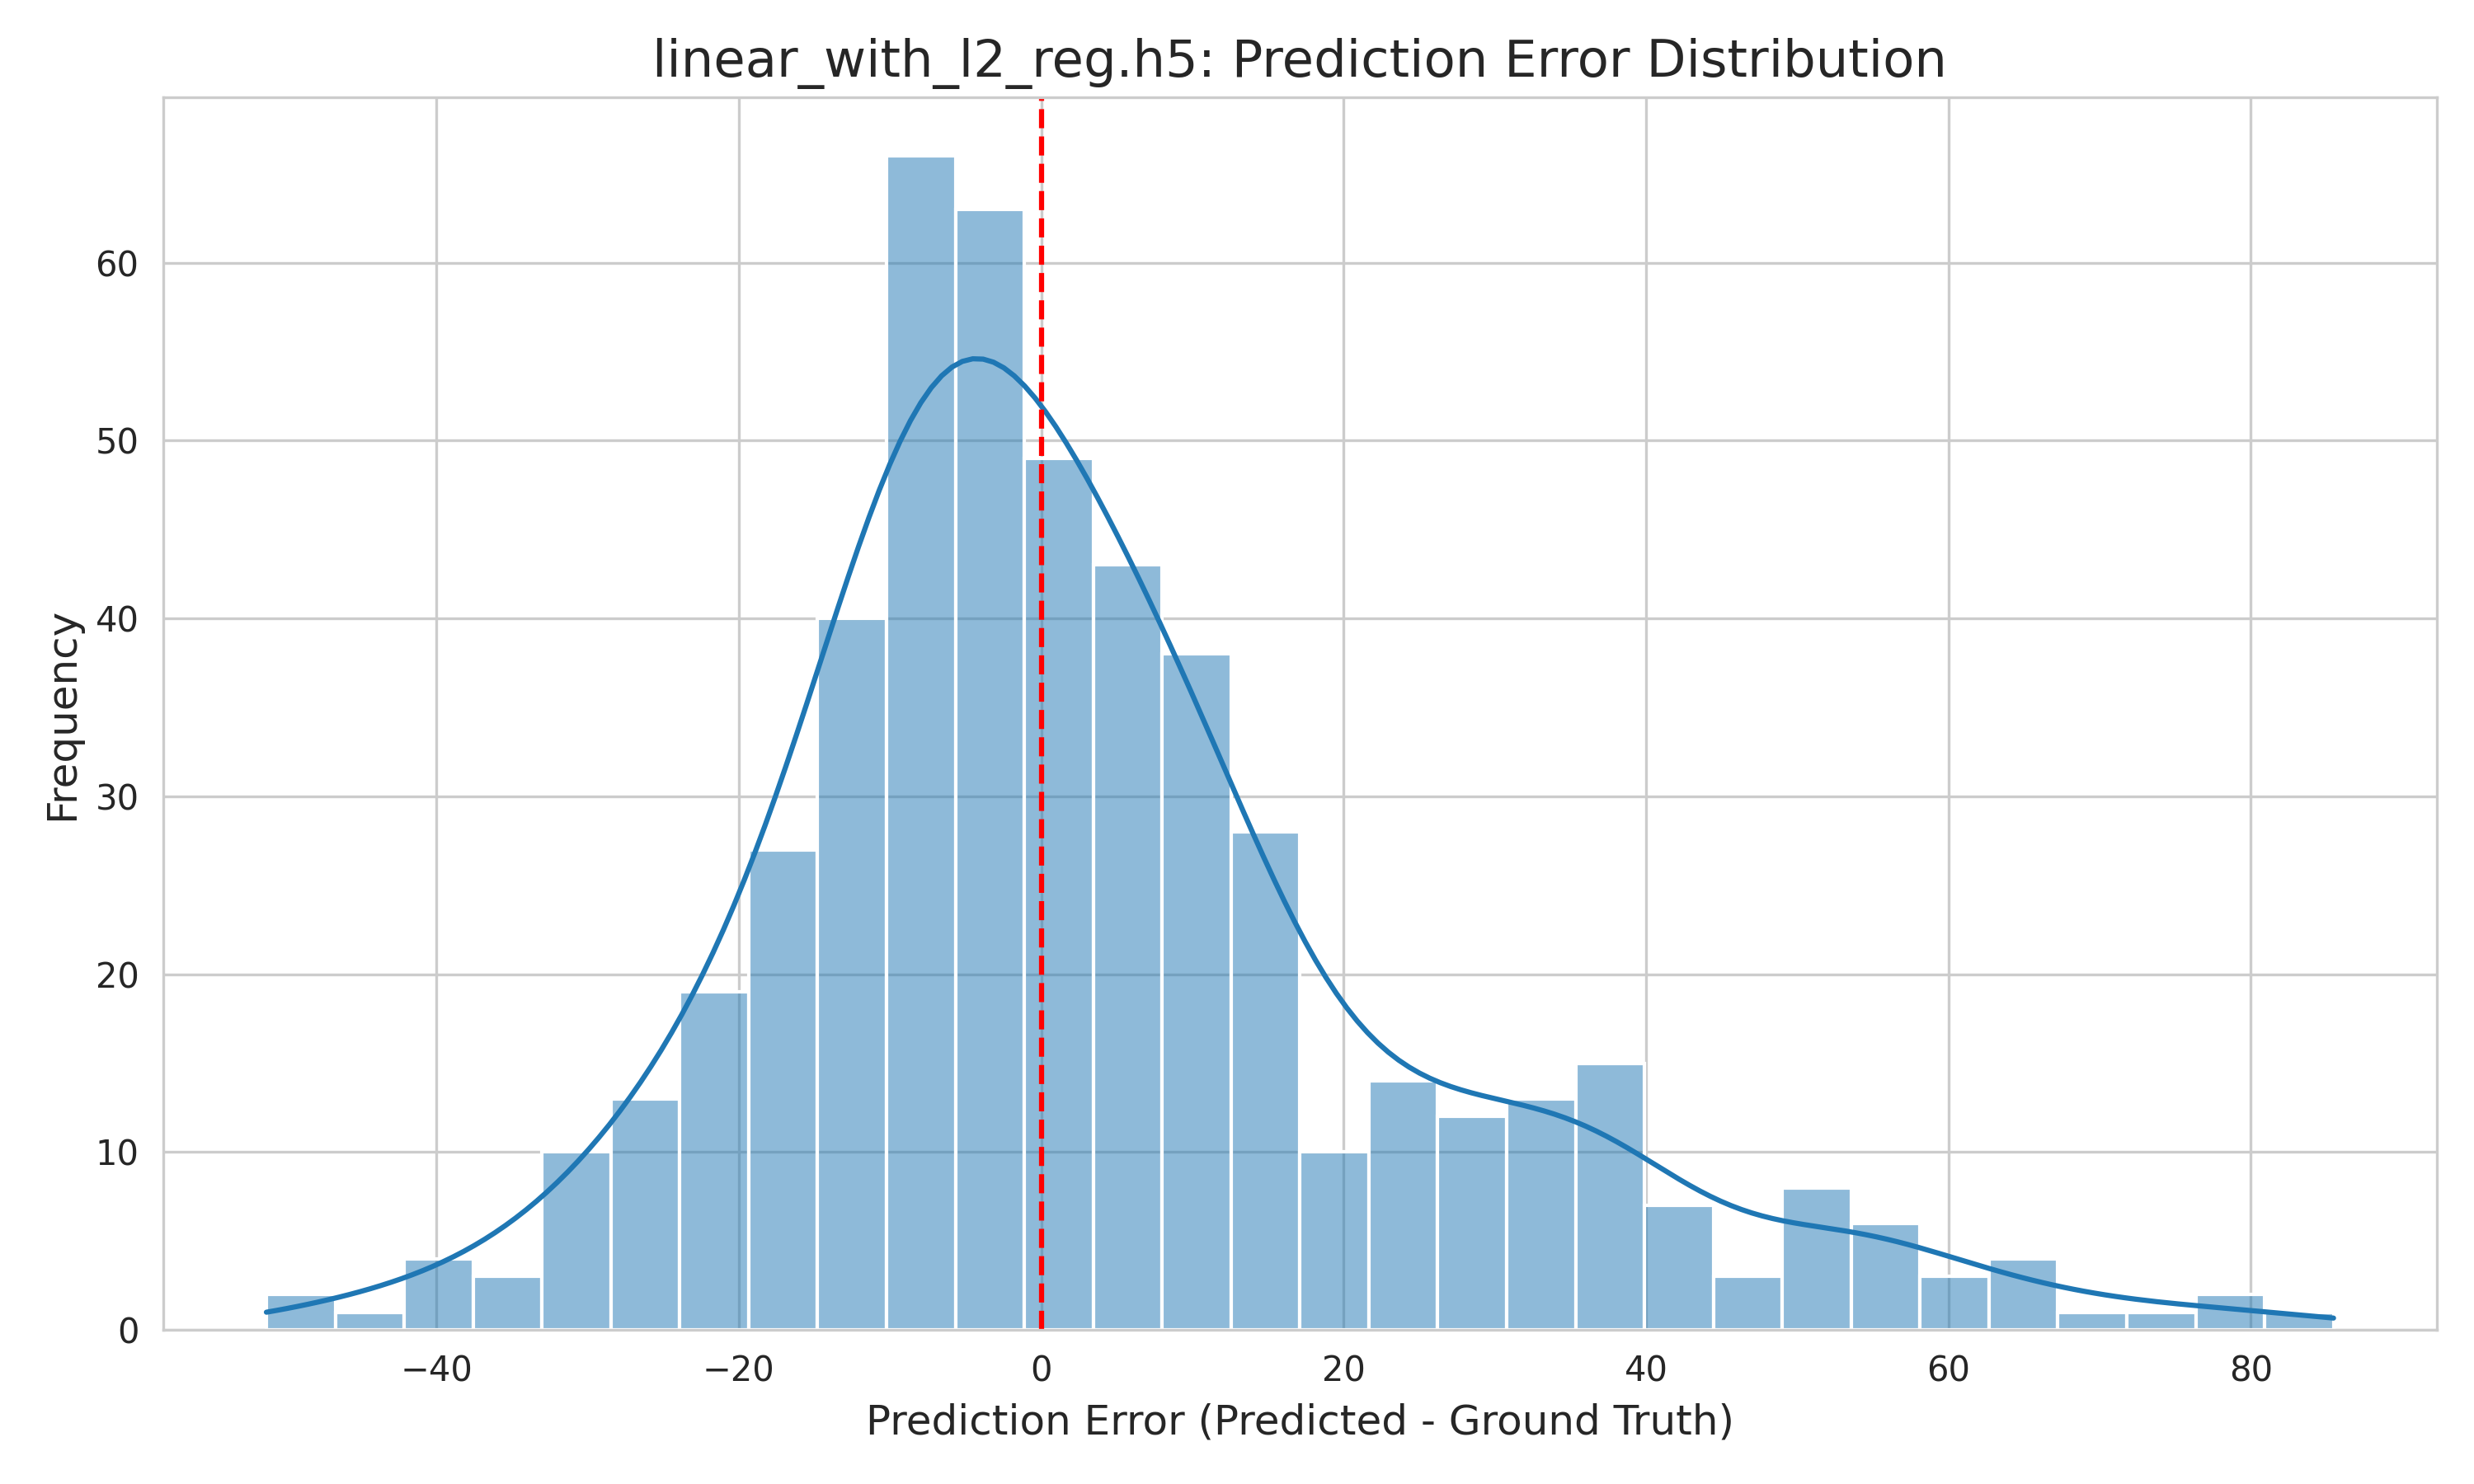 linear_with_l2_reg.h5: Prediction Error Distribution
Frequency
60
50
40
30
20
10
0
−40 −20 0 20 40 60 80
Prediction Error (Predicted - Ground Truth)